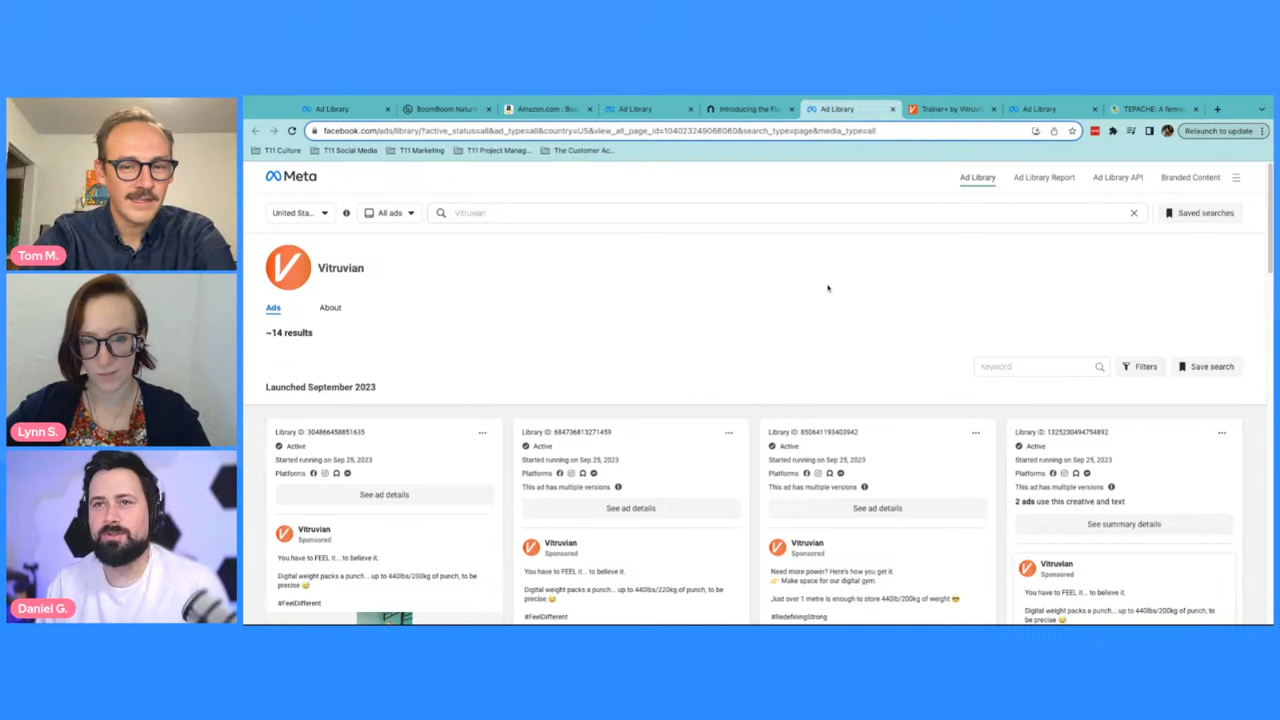 Tom M.
Lynn S.
Daniel G.
Ad Library
BoomBoom Natur
Amazon.com : Boo
Ad Library
Introducing the Fi
Ad Library
Trainer+ by Vitruvi
Ad Library
TEPACHE: A fermi
facebook.com/ads/library/?active_status=all&ad_type=all&country=US&view_all_page_id=104023249066060&search_type=page&media_type=all
Relaunch to update
T11 Culture
T11 Social Media
T11 Marketing
T11 Project Manag...
The Customer Ac...
Meta
Ad Library
Ad Library Report
Ad Library API
Branded Content
United Sta...
All ads
Vitruvian
Saved searches
Vitruvian
Ads
About
~14 results
Keyword
Filters
Save search
Launched September 2023
Library ID: 304866458851635
Active
Started running on Sep 25, 2023
Platforms
See ad details
Vitruvian
Sponsored
You have to FEEL it... to believe it.
Digital weight packs a punch... up to 440lbs/200kg of punch, to be
precise 😅
#FeelDifferent
Library ID: 684736813271459
Active
Started running on Sep 25, 2023
Platforms
This ad has multiple versions
See ad details
Vitruvian
Sponsored
You have to FEEL it... to believe it.
Digital weight packs a punch... up to 440lbs/220kg of punch, to be
precise 😅
#FeelDifferent
Library ID: 850641193403942
Active
Started running on Sep 25, 2023
Platforms
This ad has multiple versions
See ad details
Vitruvian
Sponsored
Need more power? Here's how you get it.
👉 Make space for our digital gym.
Just over 1 metre is enough to store 440lb/200kg of weight 😎
#RedefiningStrong
Library ID: 1325230494754892
Active
Started running on Sep 25, 2023
Platforms
This ad has multiple versions
2 ads use this creative and text
See summary details
Vitruvian
Sponsored
You have to FEEL it... to believe it.
Digital weight packs a punch... up to 440lbs/200kg of punch, to be
precise 😅